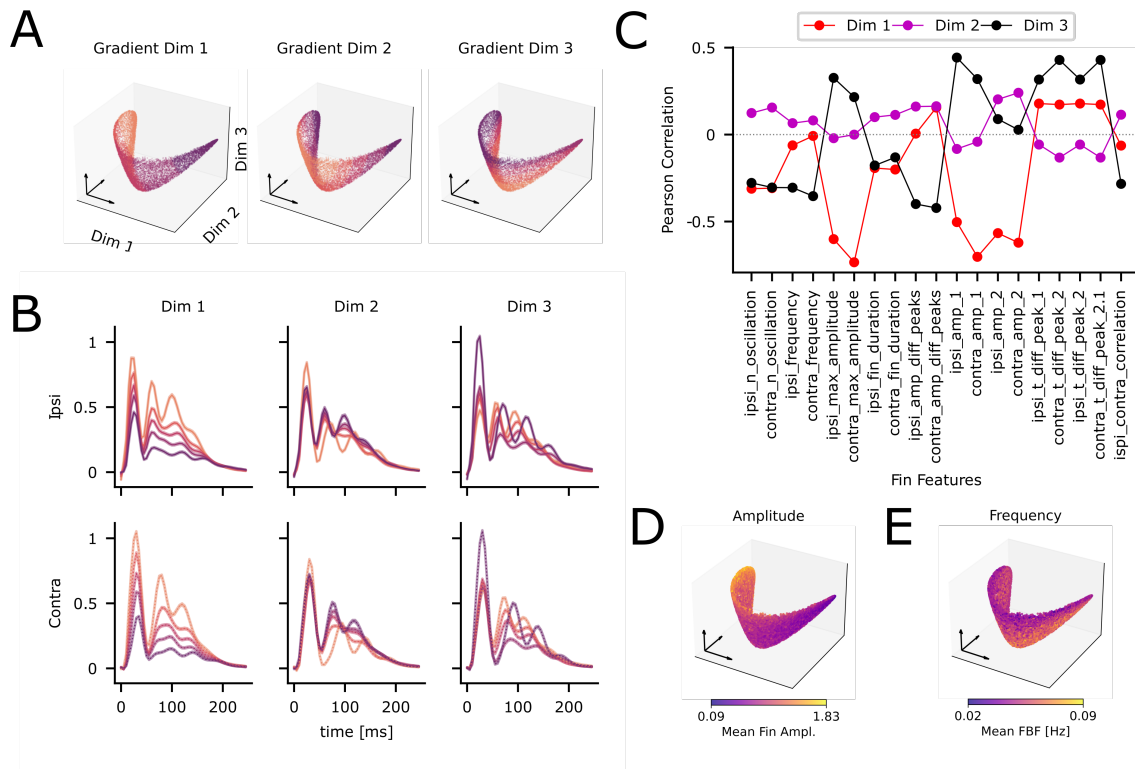 A
Gradient Dim 1
Gradient Dim 2
Gradient Dim 3
Dim 1
Dim 2
Dim 3
B
Dim 1
Dim 2
Dim 3
Ipsi
1
0.5
0
Contra
1
0.5
0
0
100
200
0
100
200
0
100
200
time [ms]
C
Dim 1
Dim 2
Dim 3
Pearson Correlation
0.5
0
-0.5
ipsi_n_oscillation
contra_n_oscillation
ipsi_frequency
contra_frequency
ipsi_max_amplitude
contra_max_amplitude
ipsi_fin_duration
contra_fin_duration
ipsi_amp_diff_peaks
contra_amp_diff_peaks
ipsi_amp_1
contra_amp_1
ipsi_amp_2
contra_amp_2
ipsi_t_diff_peak_1
contra_t_diff_peak_2
ipsi_t_diff_peak_2
contra_t_diff_peak_2.1
ispi_contra_correlation
Fin Features
D
Amplitude
0.09
1.83
Mean Fin Ampl.
E
Frequency
0.02
0.09
Mean FBF [Hz]